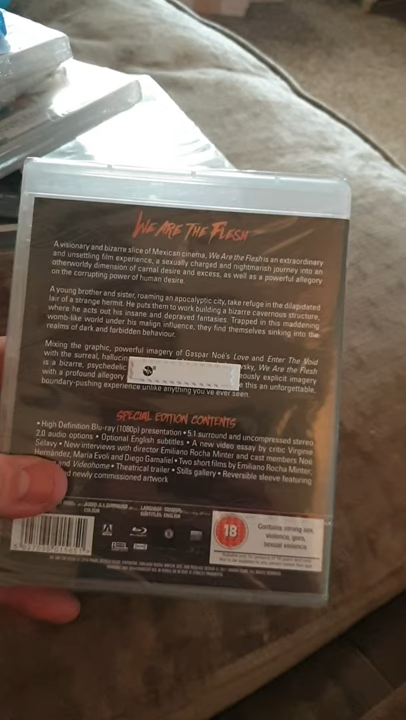 WE ARE THE FLESH
A visionary and bizarre slice of Mexican cinema, We Are the Flesh is an extraordinary
and unsettling film experience, a sexually charged and nightmarish journey into an
otherworldly dimension of carnal desire and excess, as well as a powerful allegory
on the corrupting power of human desire.
A young brother and sister, roaming an apocalyptic city, take refuge in the dilapidated
lair of a strange hermit. He puts them to work building a bizarre cavernous structure,
where he acts out his insane and depraved fantasies. Trapped in this maddening
womb-like world under his malign influence, they find themselves sinking into the
realms of dark and forbidden behaviour.
Mixing the graphic, powerful imagery of Gaspar Noé's Love and Enter The Void
with the surreal, We Are the Flesh
is a bizarre, psychedelic explicit imagery
with a profound allegory this an unforgettable,
boundary-pushing experience unlike anything you've ever seen.
SPECIAL EDITION CONTENTS
• High Definition Blu-ray (1080p) presentation • 5.1 surround and uncompressed stereo
2.0 audio options • Optional English subtitles • A new video essay by critic Virginie
Sélavy • New interviews with director Emiliano Rocha Minter and cast members Noé
Hernández, María Evoli and Diego Gamaliel • Two short films by Emiliano Rocha Minter,
and Videohome • Theatrical trailer • Stills gallery • Reversible sleeve featuring
newly commissioned artwork
18
Contains strong sex,
violence, gore,
sexual violence